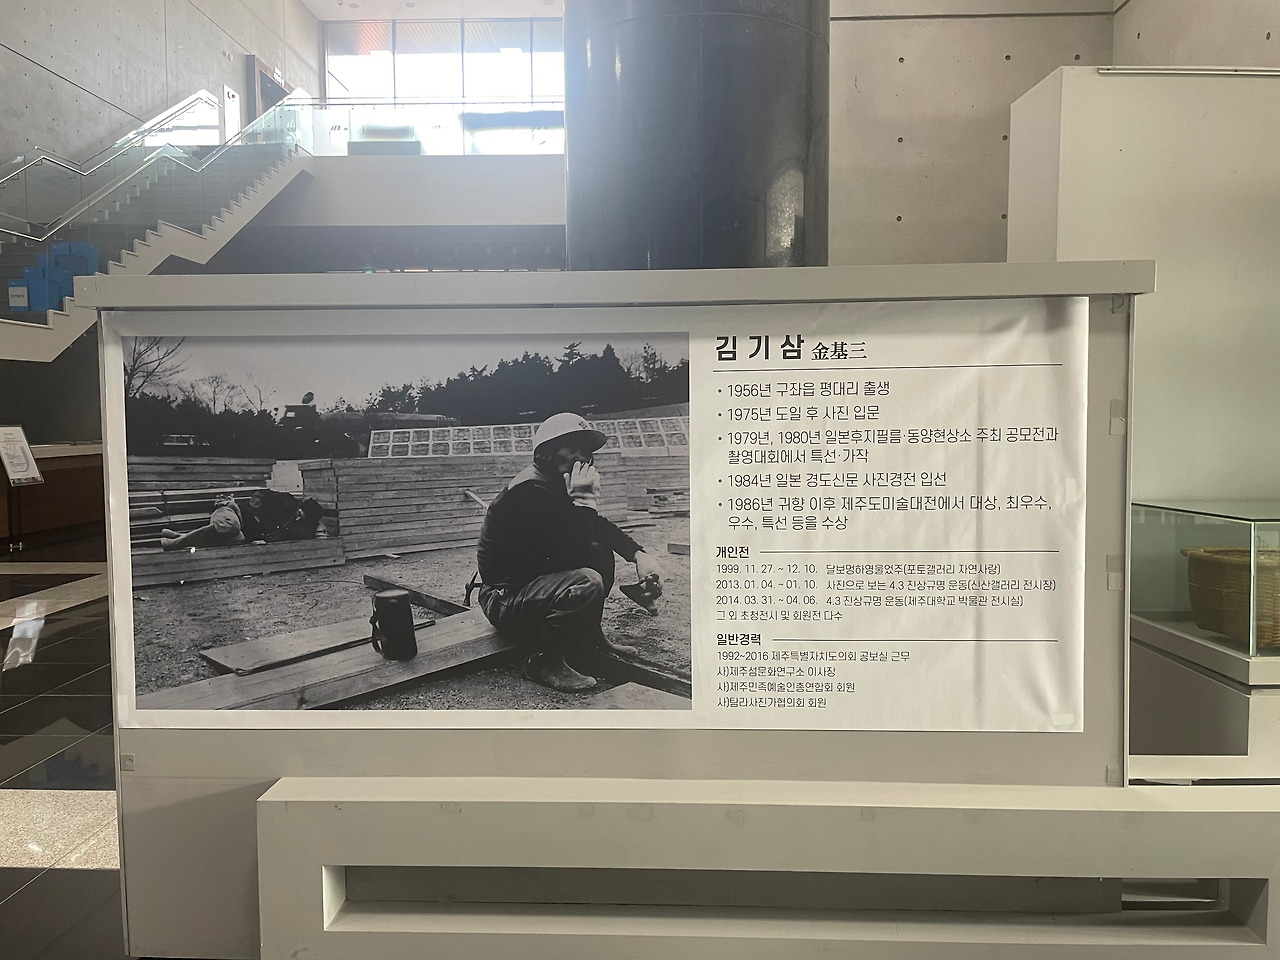 김기삼 金基三
• 1956년 구좌읍 평대리 출생
• 1975년 도일 후 사진 입문
• 1979년, 1980년 일본후지필름·동양현상소 주최 공모전과
촬영대회에서 특선·가작
• 1984년 일본 경도신문 사진경전 입선
• 1986년 귀향 이후 제주도미술대전에서 대상, 최우수,
우수, 특선 등을 수상
개인전
1999. 11. 27. ~ 12. 10. 달보멍하영울었주(포토갤러리 자연사랑)
2013. 01. 04. ~ 01. 10. 사진으로 보는 4.3 진상규명 운동(신산갤러리 전시장)
2014. 03. 31. ~ 04. 06. 4.3 진상규명 운동(제주대학교 박물관 전시실)
그 외 초청전시 및 회원전 다수
일반경력
1992~2016 제주특별자치도의회 공보실 근무
사)제주섬문화연구소 이사장
사)제주민족예술인총연합회 회원
사)탐라사진가협의회 회원